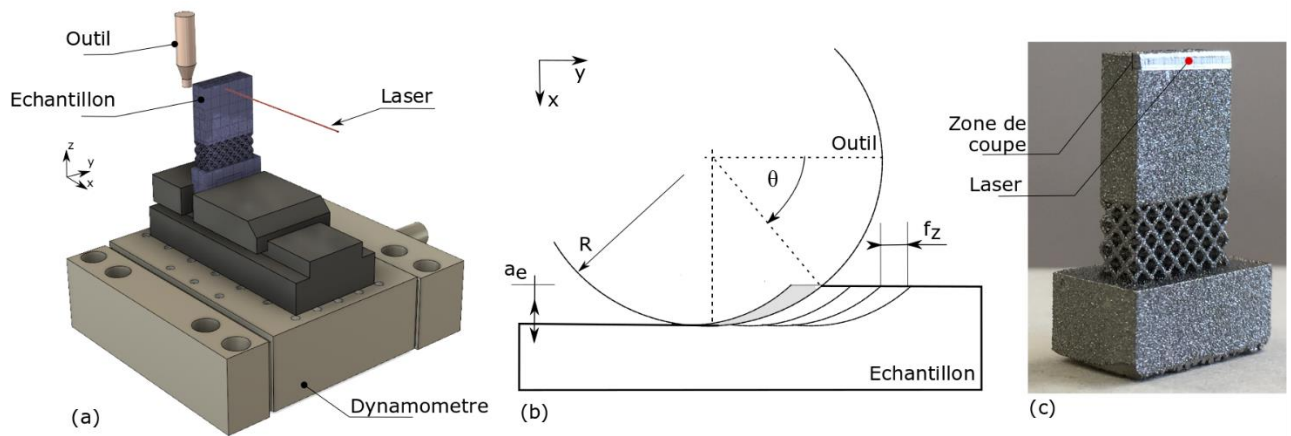 Outil
Echantillon
Laser
z
y
x
Dynamometre
(a)
y
x
Outil
θ
R
fz
ae
Echantillon
(b)
Zone de
coupe
Laser
(c)